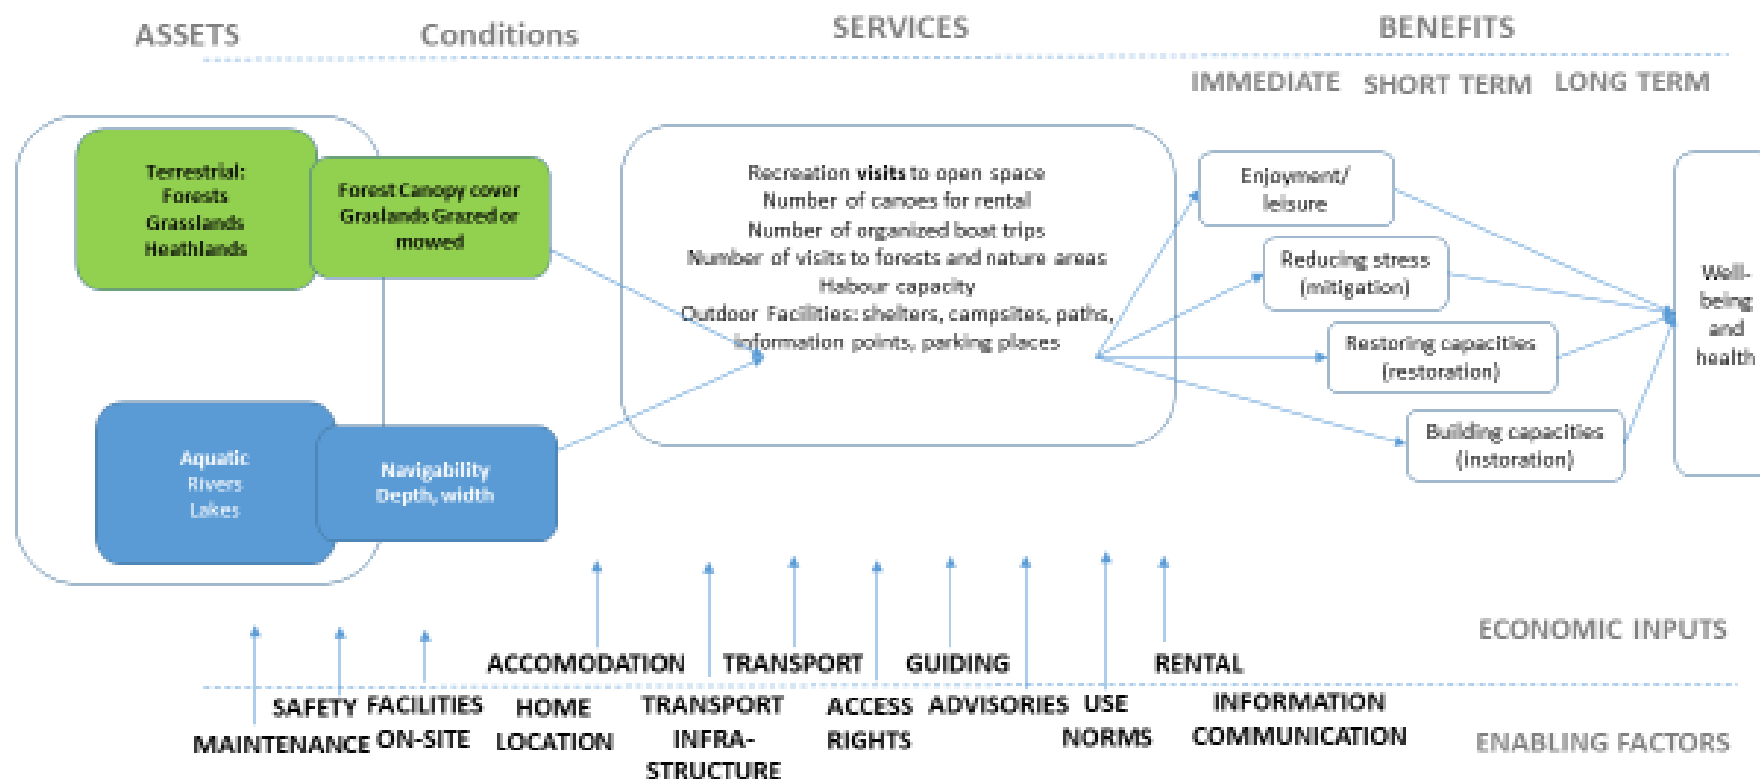 ASSETS
Conditions
SERVICES
BENEFITS
IMMEDIATE
SHORT TERM
LONG TERM
Terrestrial:
Forests
Grasslands
Heathlands
Forest Canopy cover
Graslands Grazed or
mowed
Aquatic
Rivers
Lakes
Navigability
Depth, width
Recreation visits to open space
Number of canoes for rental
Number of organized boat trips
Number of visits to forests and nature areas
Habour capacity
Outdoor Facilities: shelters, campsites, paths,
information points, parking places
Enjoyment/
leisure
Reducing stress
(mitigation)
Restoring capacities
(restoration)
Building capacities
(instoration)
Well-
being
and
health
ECONOMIC INPUTS
ACCOMODATION
TRANSPORT
GUIDING
RENTAL
MAINTENANCE
SAFETY
FACILITIES
ON-SITE
HOME
LOCATION
TRANSPORT
INFRA-
STRUCTURE
ACCESS
RIGHTS
ADVISORIES
USE
NORMS
INFORMATION
COMMUNICATION
ENABLING FACTORS